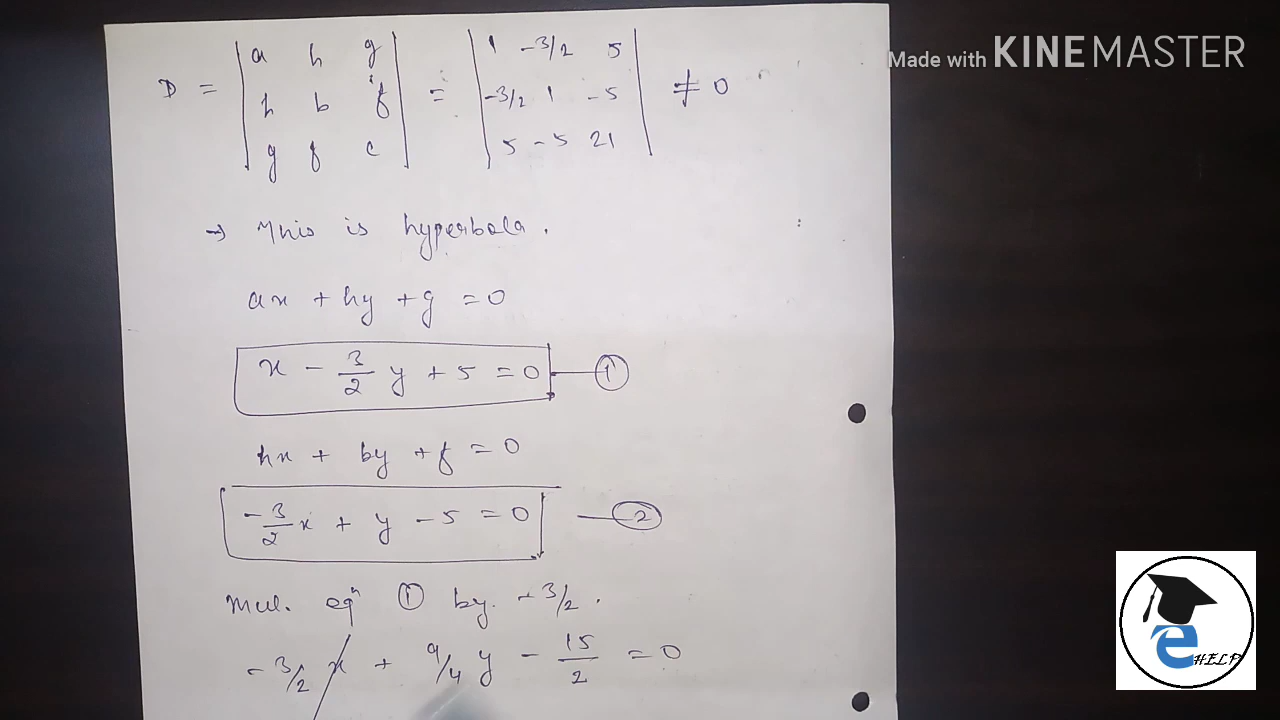 Made with KINEMASTER
D = | a h g | = | 1 -3/2 5 | ≠ 0
| h b f | | -3/2 1 -5 |
| g f c | | 5 -5 21 |
→ This is hyperbola.
ax + hy + g = 0
x - 3/2 y + 5 = 0 — ①
hx + by + f = 0
-3/2 x + y - 5 = 0 — ②
Mul. eqn ① by -3/2.
-3/2 x + 9/4 y - 15/2 = 0
e HELP